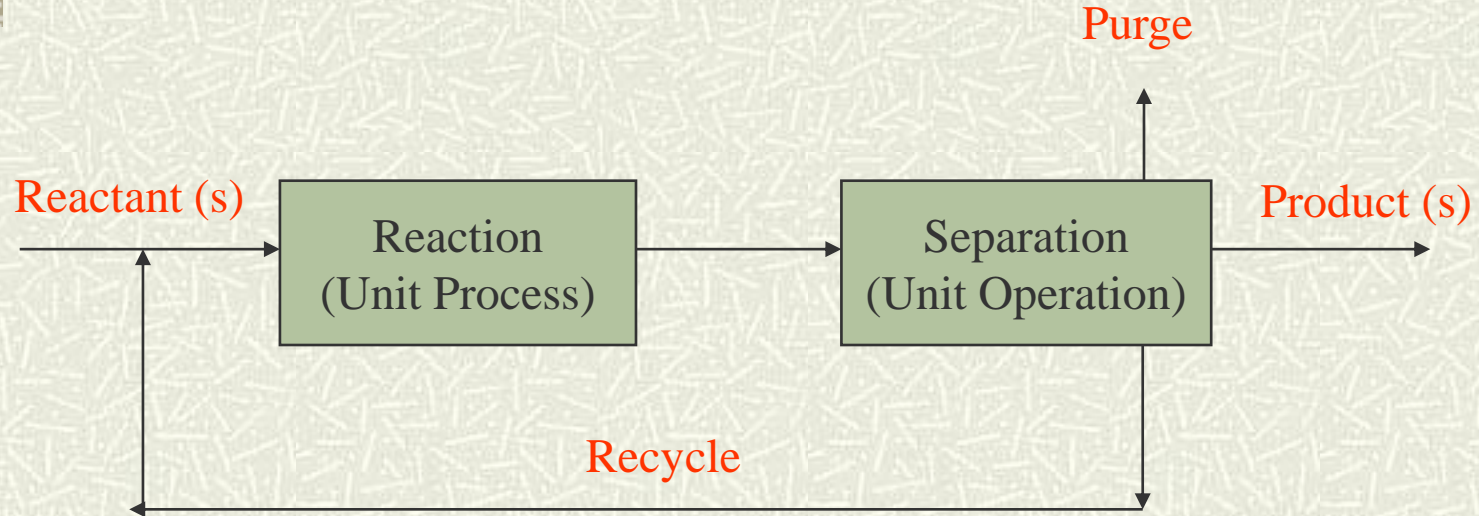 Purge
Reactant (s)
Reaction
(Unit Process)
Separation
(Unit Operation)
Product (s)
Recycle